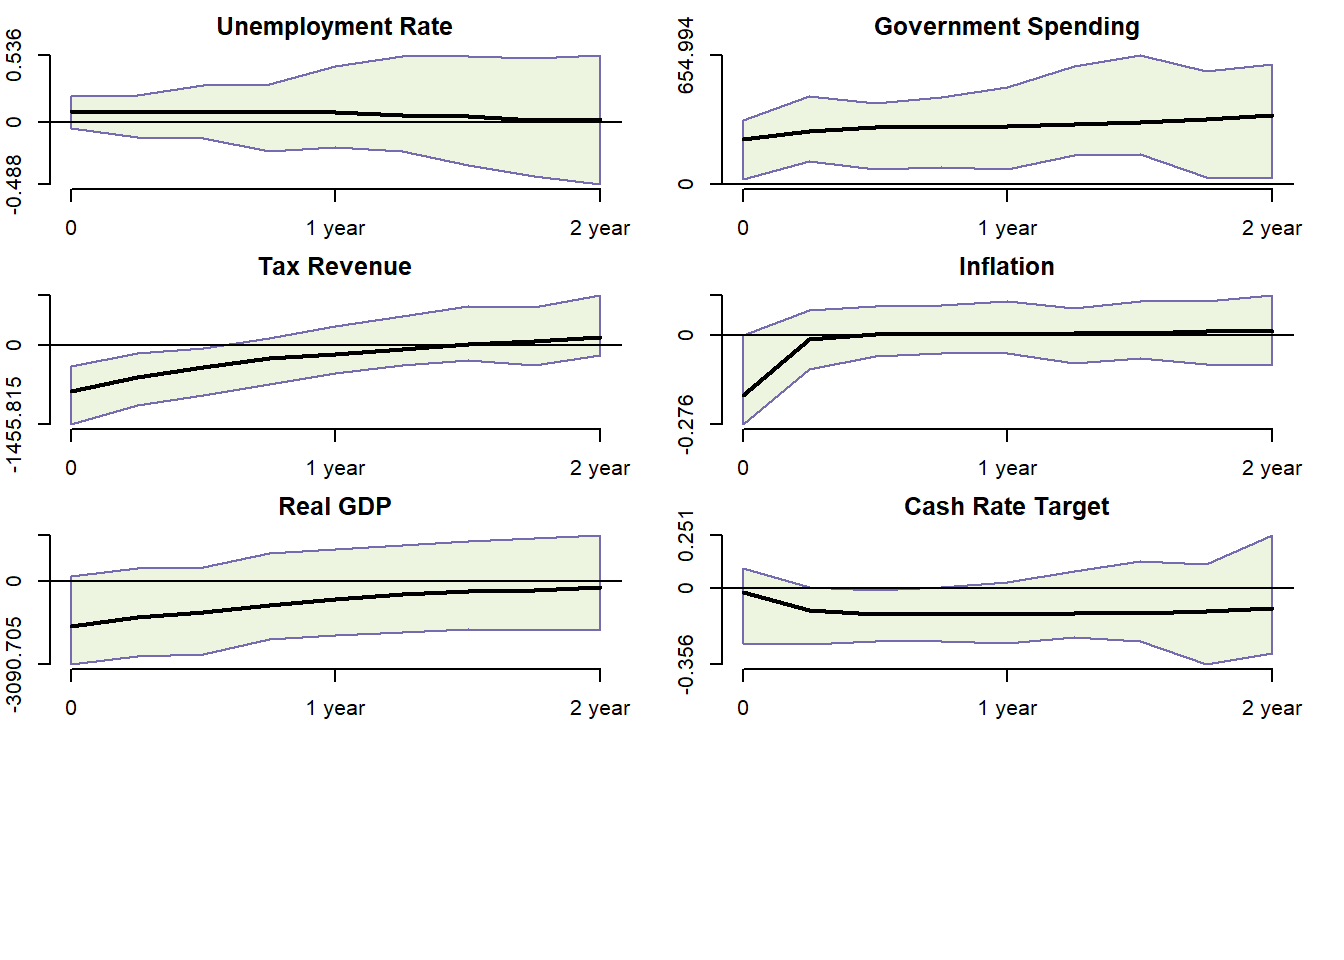 Unemployment Rate
0.536
0
-0.488
0
1 year
2 year
Government Spending
654.994
0
0
1 year
2 year
Tax Revenue
0
-1455.815
0
1 year
2 year
Inflation
0
-0.276
0
1 year
2 year
Real GDP
0
-3090.705
0
1 year
2 year
Cash Rate Target
0.251
0
-0.356
0
1 year
2 year